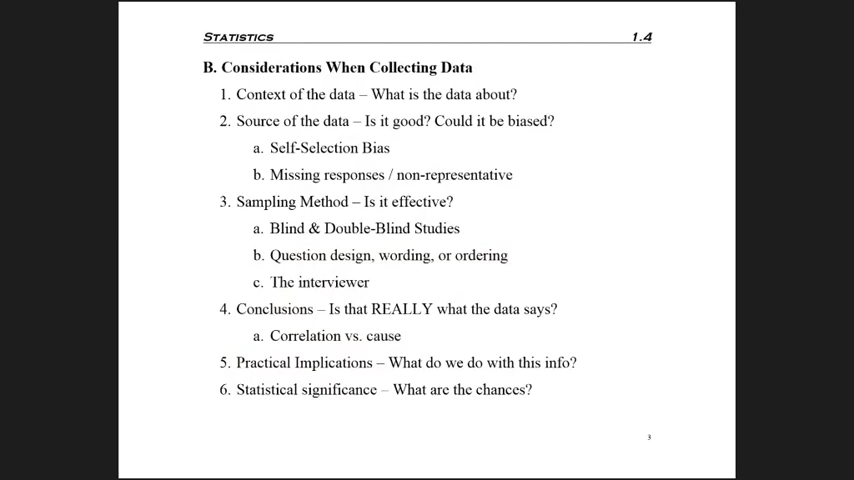 STATISTICS 1.4
B. Considerations When Collecting Data
1. Context of the data – What is the data about?
2. Source of the data – Is it good? Could it be biased?
a. Self-Selection Bias
b. Missing responses / non-representative
3. Sampling Method – Is it effective?
a. Blind & Double-Blind Studies
b. Question design, wording, or ordering
c. The interviewer
4. Conclusions – Is that REALLY what the data says?
a. Correlation vs. cause
5. Practical Implications – What do we do with this info?
6. Statistical significance – What are the chances?
3